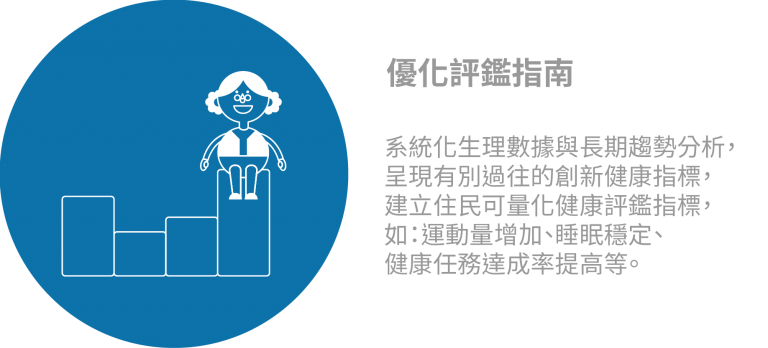 優化評鑑指南
系統化生理數據與長期趨勢分析，
呈現有別過往的創新健康指標，
建立住民可量化健康評鑑指標，
如：運動量增加、睡眠穩定、
健康任務達成率提高等。